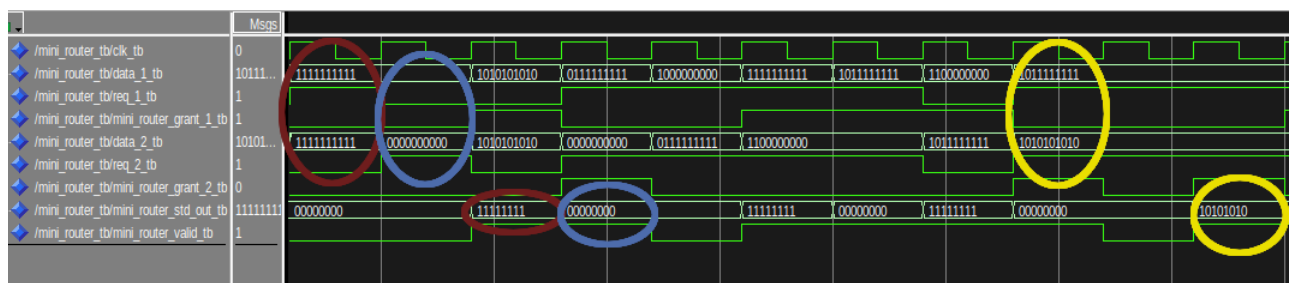 Msgs
/mini_router_tb/clk_tb 0
/mini_router_tb/data_1_tb 10111... 1111111111 1010101010 0111111111 1000000000 1111111111 1011111111 1100000000 1011111111
/mini_router_tb/req_1_tb 1
/mini_router_tb/mini_router_grant_1_tb 1
/mini_router_tb/data_2_tb 10101... 1111111111 0000000000 1010101010 0000000000 0111111111 1100000000 1011111111 1010101010
/mini_router_tb/req_2_tb 1
/mini_router_tb/mini_router_grant_2_tb 0
/mini_router_tb/mini_router_std_out_tb 11111111 00000000 11111111 00000000 11111111 00000000 11111111 00000000 10101010
/mini_router_tb/mini_router_valid_tb 1